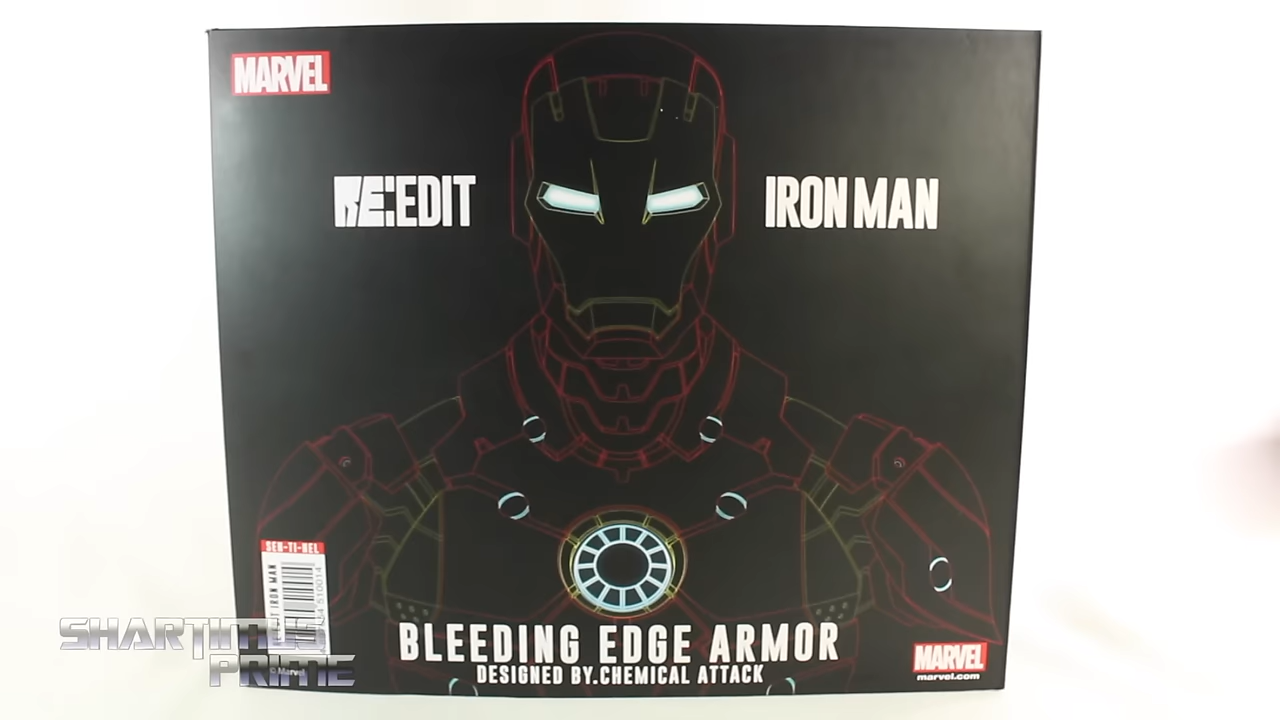 MARVEL
RE:EDIT
IRON MAN
SEN-TI-NEL
IRON MAN
SHARTIMUS
PRIME
© Marvel
BLEEDING EDGE ARMOR
DESIGNED BY.CHEMICAL ATTACK
MARVEL
marvel.com